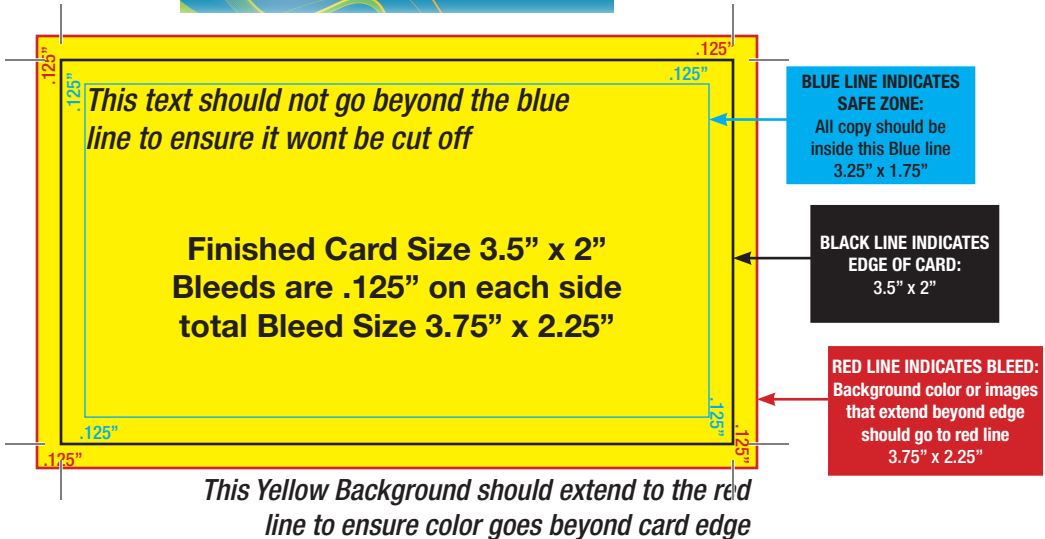 .125”
.125”
.125”
.125”
This text should not go beyond the blue
line to ensure it wont be cut off
Finished Card Size 3.5” x 2”
Bleeds are .125” on each side
total Bleed Size 3.75” x 2.25”
.125”
.125”
.125”
.125”
This Yellow Background should extend to the red
line to ensure color goes beyond card edge
BLUE LINE INDICATES
SAFE ZONE:
All copy should be
inside this Blue line
3.25” x 1.75”
BLACK LINE INDICATES
EDGE OF CARD:
3.5” x 2”
RED LINE INDICATES BLEED:
Background color or images
that extend beyond edge
should go to red line
3.75” x 2.25”